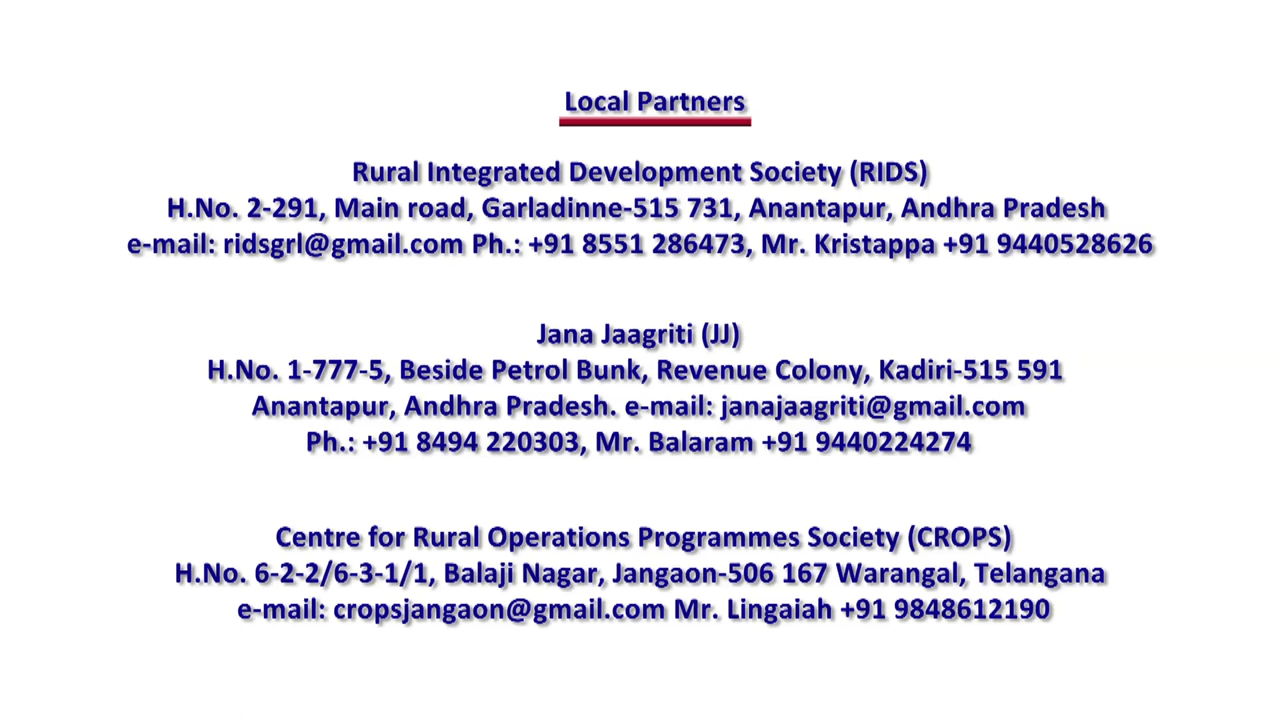 Local Partners
Rural Integrated Development Society (RIDS)
H.No. 2-291, Main road, Garladinne-515 731, Anantapur, Andhra Pradesh
e-mail: ridsgrl@gmail.com Ph.: +91 8551 286473, Mr. Kristappa +91 9440528626
Jana Jaagriti (JJ)
H.No. 1-777-5, Beside Petrol Bunk, Revenue Colony, Kadiri-515 591
Anantapur, Andhra Pradesh. e-mail: janajaagriti@gmail.com
Ph.: +91 8494 220303, Mr. Balaram +91 9440224274
Centre for Rural Operations Programmes Society (CROPS)
H.No. 6-2-2/6-3-1/1, Balaji Nagar, Jangaon-506 167 Warangal, Telangana
e-mail: cropsjangaon@gmail.com Mr. Lingaiah +91 9848612190